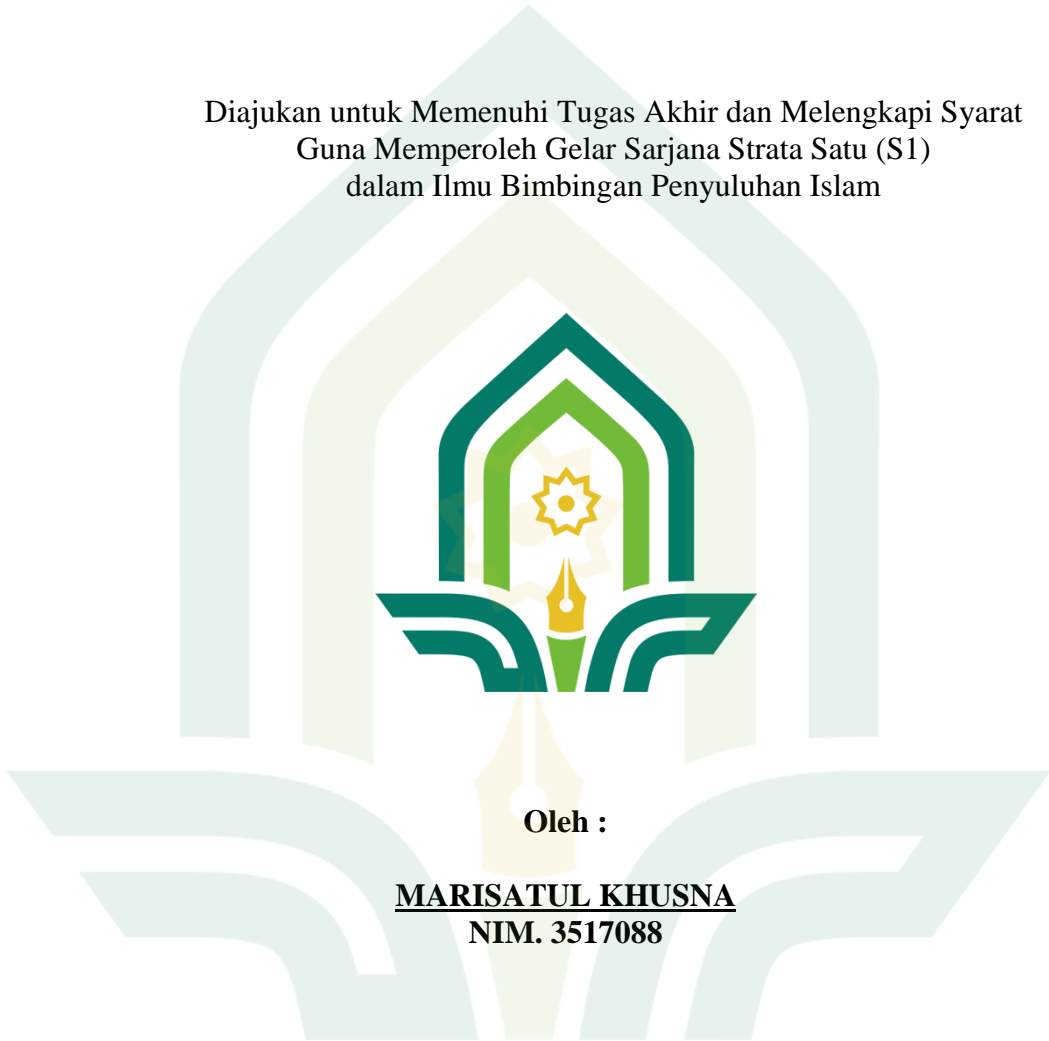 Diajukan untuk Memenuhi Tugas Akhir dan Melengkapi Syarat
Guna Memperoleh Gelar Sarjana Strata Satu (S1)
dalam Ilmu Bimbingan Penyuluhan Islam
Oleh :
MARISATUL KHUSNA
NIM. 3517088